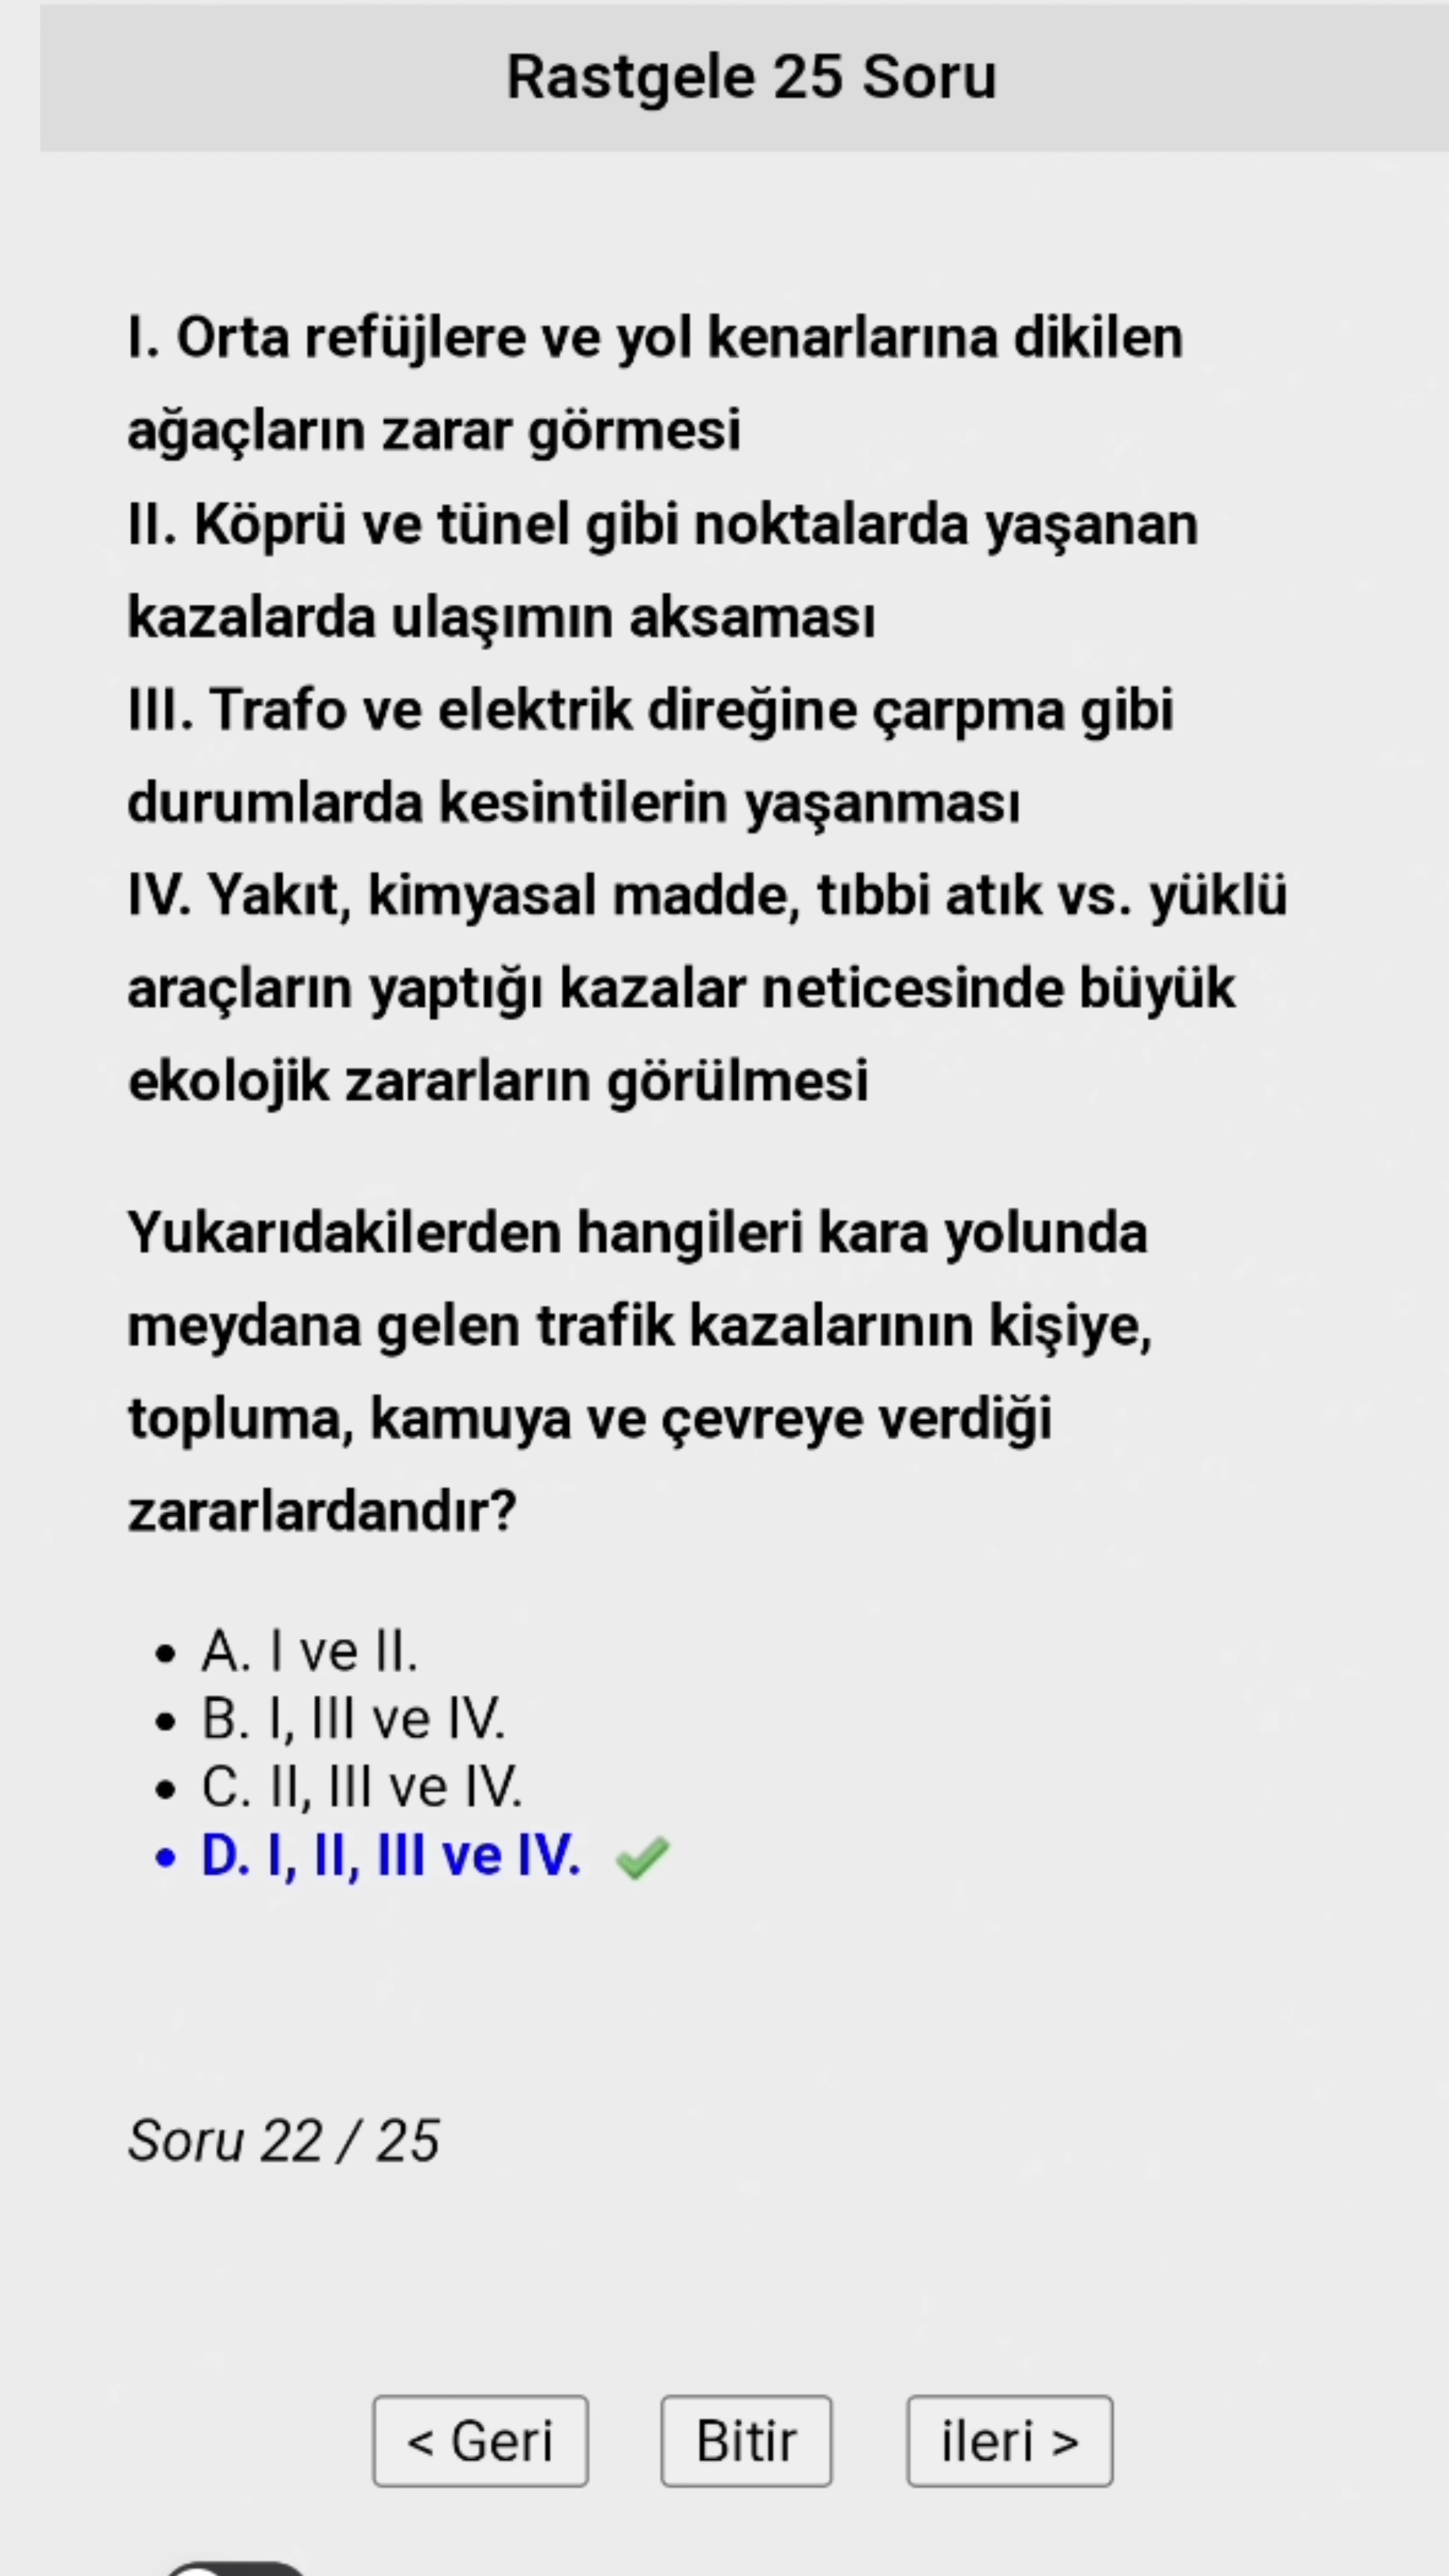 Rastgele 25 Soru
I. Orta refüjlere ve yol kenarlarına dikilen
ağaçların zarar görmesi
II. Köprü ve tünel gibi noktalarda yaşanan
kazalarda ulaşımın aksaması
III. Trafo ve elektrik direğine çarpma gibi
durumlarda kesintilerin yaşanması
IV. Yakıt, kimyasal madde, tıbbi atık vs. yüklü
araçların yaptığı kazalar neticesinde büyük
ekolojik zararların görülmesi
Yukarıdakilerden hangileri kara yolunda
meydana gelen trafik kazalarının kişiye,
topluma, kamuya ve çevreye verdiği
zararlardandır?
• A. I ve II.
• B. I, III ve IV.
• C. II, III ve IV.
• D. I, II, III ve IV.
Soru 22 / 25
< Geri Bitir ileri >